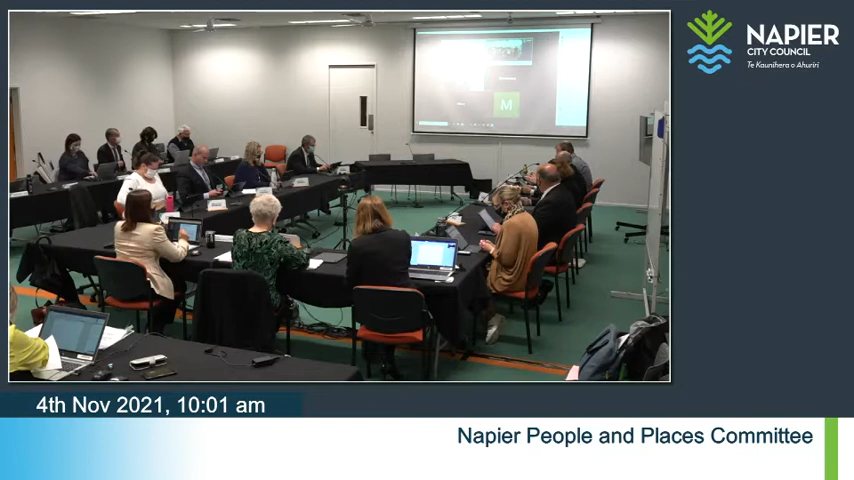 NAPIER
CITY COUNCIL
Te Kaunihera o Ahuriri
M
4th Nov 2021, 10:01 am
Napier People and Places Committee